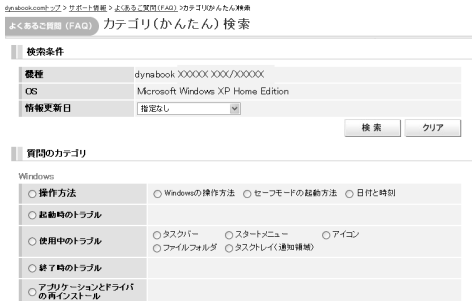 dynabook.comトップ > サポート情報 > よくあるご質問(FAQ) >カテゴリ(かんたん)検索
よくあるご質問 (FAQ) カテゴリ(かんたん) 検索
検索条件
機種 dynabook XXXXX XXX/XXXXX
OS Microsoft Windows XP Home Edition
情報更新日 指定なし
検 索 クリア
質問のカテゴリ
Windows
操作方法 Windowsの操作方法 セーフモードの起動方法 日付と時刻
起動時のトラブル
使用中のトラブル タスクバー スタートメニュー アイコン
ファイルフォルダ タスクトレイ(通知領域)
終了時のトラブル
アプリケーションとドライバ
の再インストール